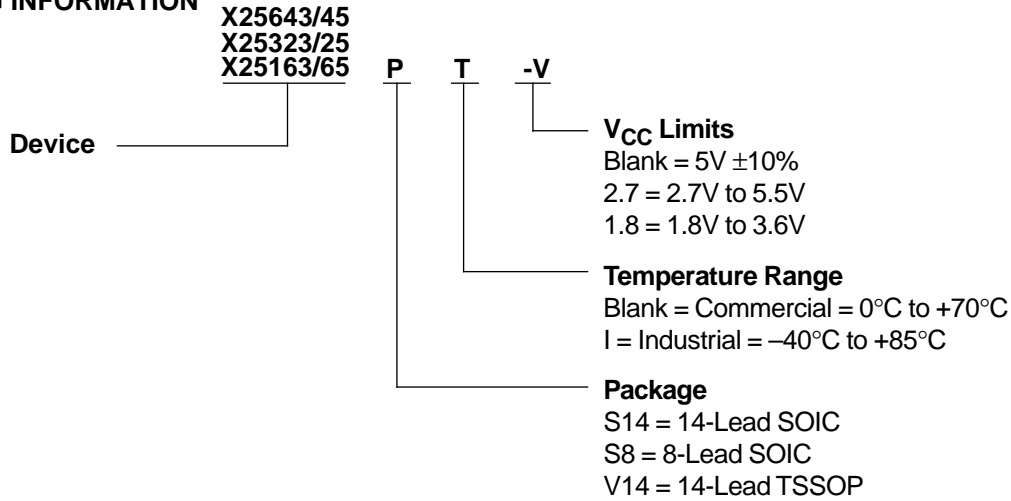 INFORMATION
X25643/45
X25323/25
X25163/65 P T -V
Device
VCC Limits
Blank = 5V ±10%
2.7 = 2.7V to 5.5V
1.8 = 1.8V to 3.6V
Temperature Range
Blank = Commercial = 0°C to +70°C
I = Industrial = –40°C to +85°C
Package
S14 = 14-Lead SOIC
S8 = 8-Lead SOIC
V14 = 14-Lead TSSOP